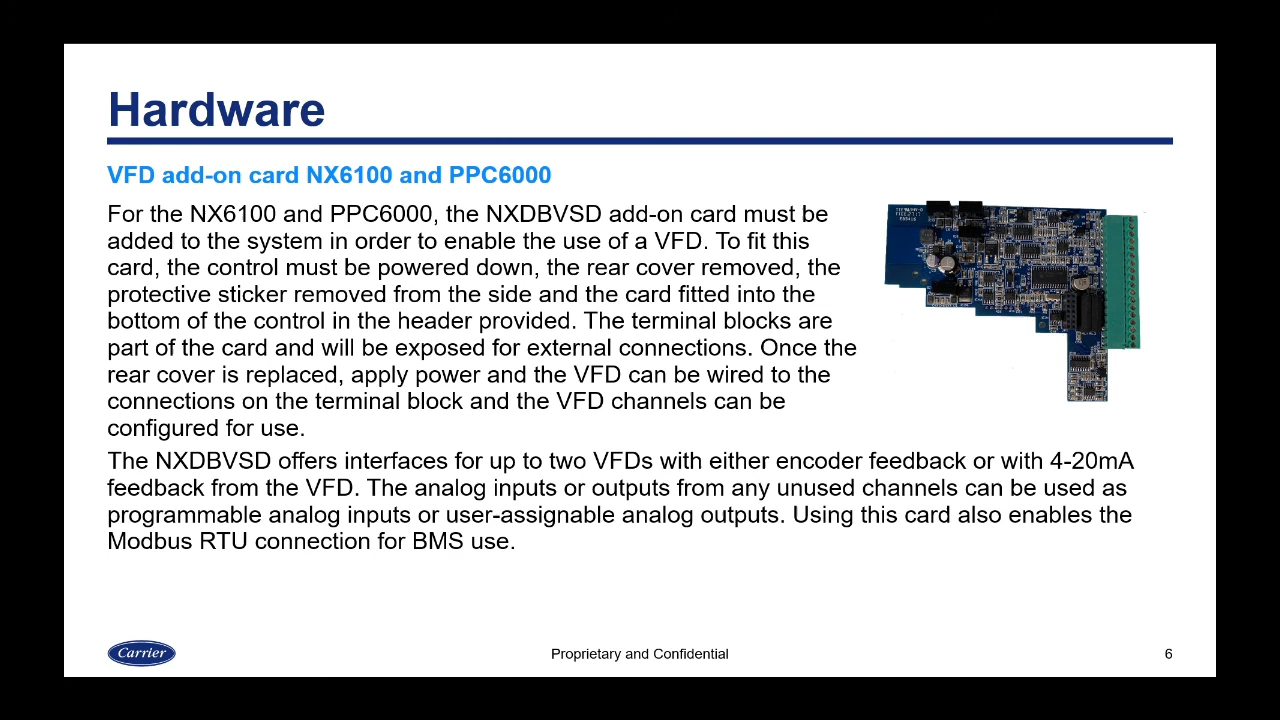 Hardware
VFD add-on card NX6100 and PPC6000
For the NX6100 and PPC6000, the NXDBVSD add-on card must be
added to the system in order to enable the use of a VFD. To fit this
card, the control must be powered down, the rear cover removed, the
protective sticker removed from the side and the card fitted into the
bottom of the control in the header provided. The terminal blocks are
part of the card and will be exposed for external connections. Once the
rear cover is replaced, apply power and the VFD can be wired to the
connections on the terminal block and the VFD channels can be
configured for use.
The NXDBVSD offers interfaces for up to two VFDs with either encoder feedback or with 4-20mA
feedback from the VFD. The analog inputs or outputs from any unused channels can be used as
programmable analog inputs or user-assignable analog outputs. Using this card also enables the
Modbus RTU connection for BMS use.
Carrier
Proprietary and Confidential
6